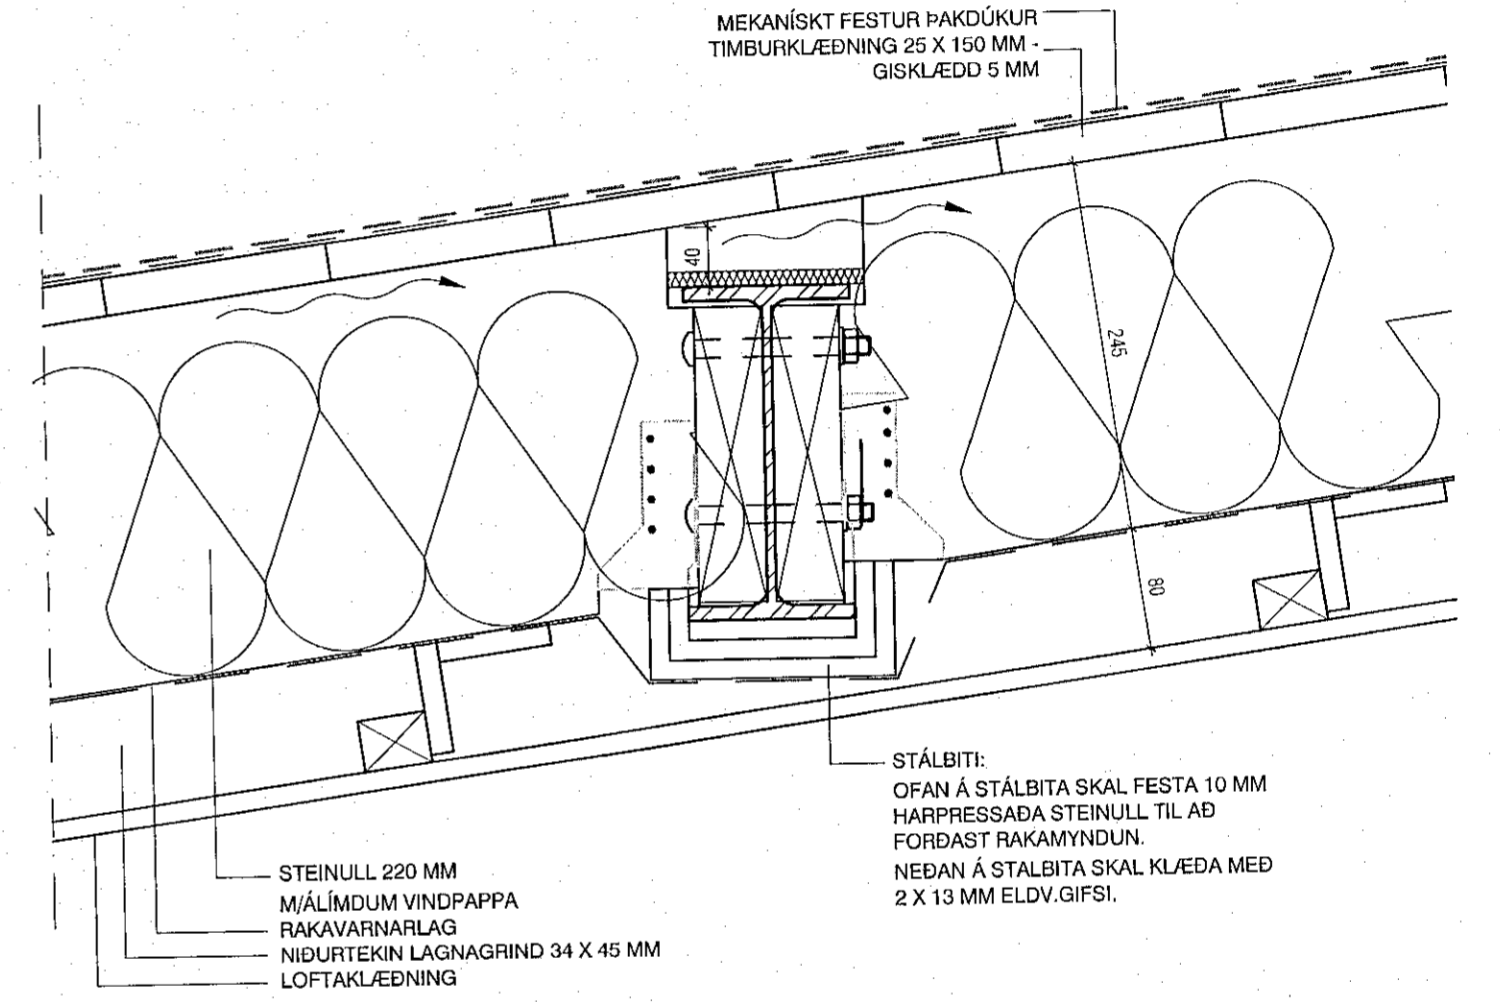 MEKANÍSKT FESTUR ÞAKDÚKUR
TIMBURKLÆÐNING 25 X 150 MM -
GISKLÆDD 5 MM
40
245
80
STÁLBITI:
OFAN Á STÁLBITA SKAL FESTA 10 MM
HARPRESSAÐA STEINULL TIL AÐ
FORÐAST RAKAMYNDUN.
NEÐAN Á STALBITA SKAL KLÆÐA MEÐ
2 X 13 MM ELDV.GIFSI.
STEINULL 220 MM
M/ÁLÍMDUM VINDPAPPA
RAKAVARNARLAG
NIÐURTEKIN LAGNAGRIND 34 X 45 MM
LOFTAKLÆÐNING